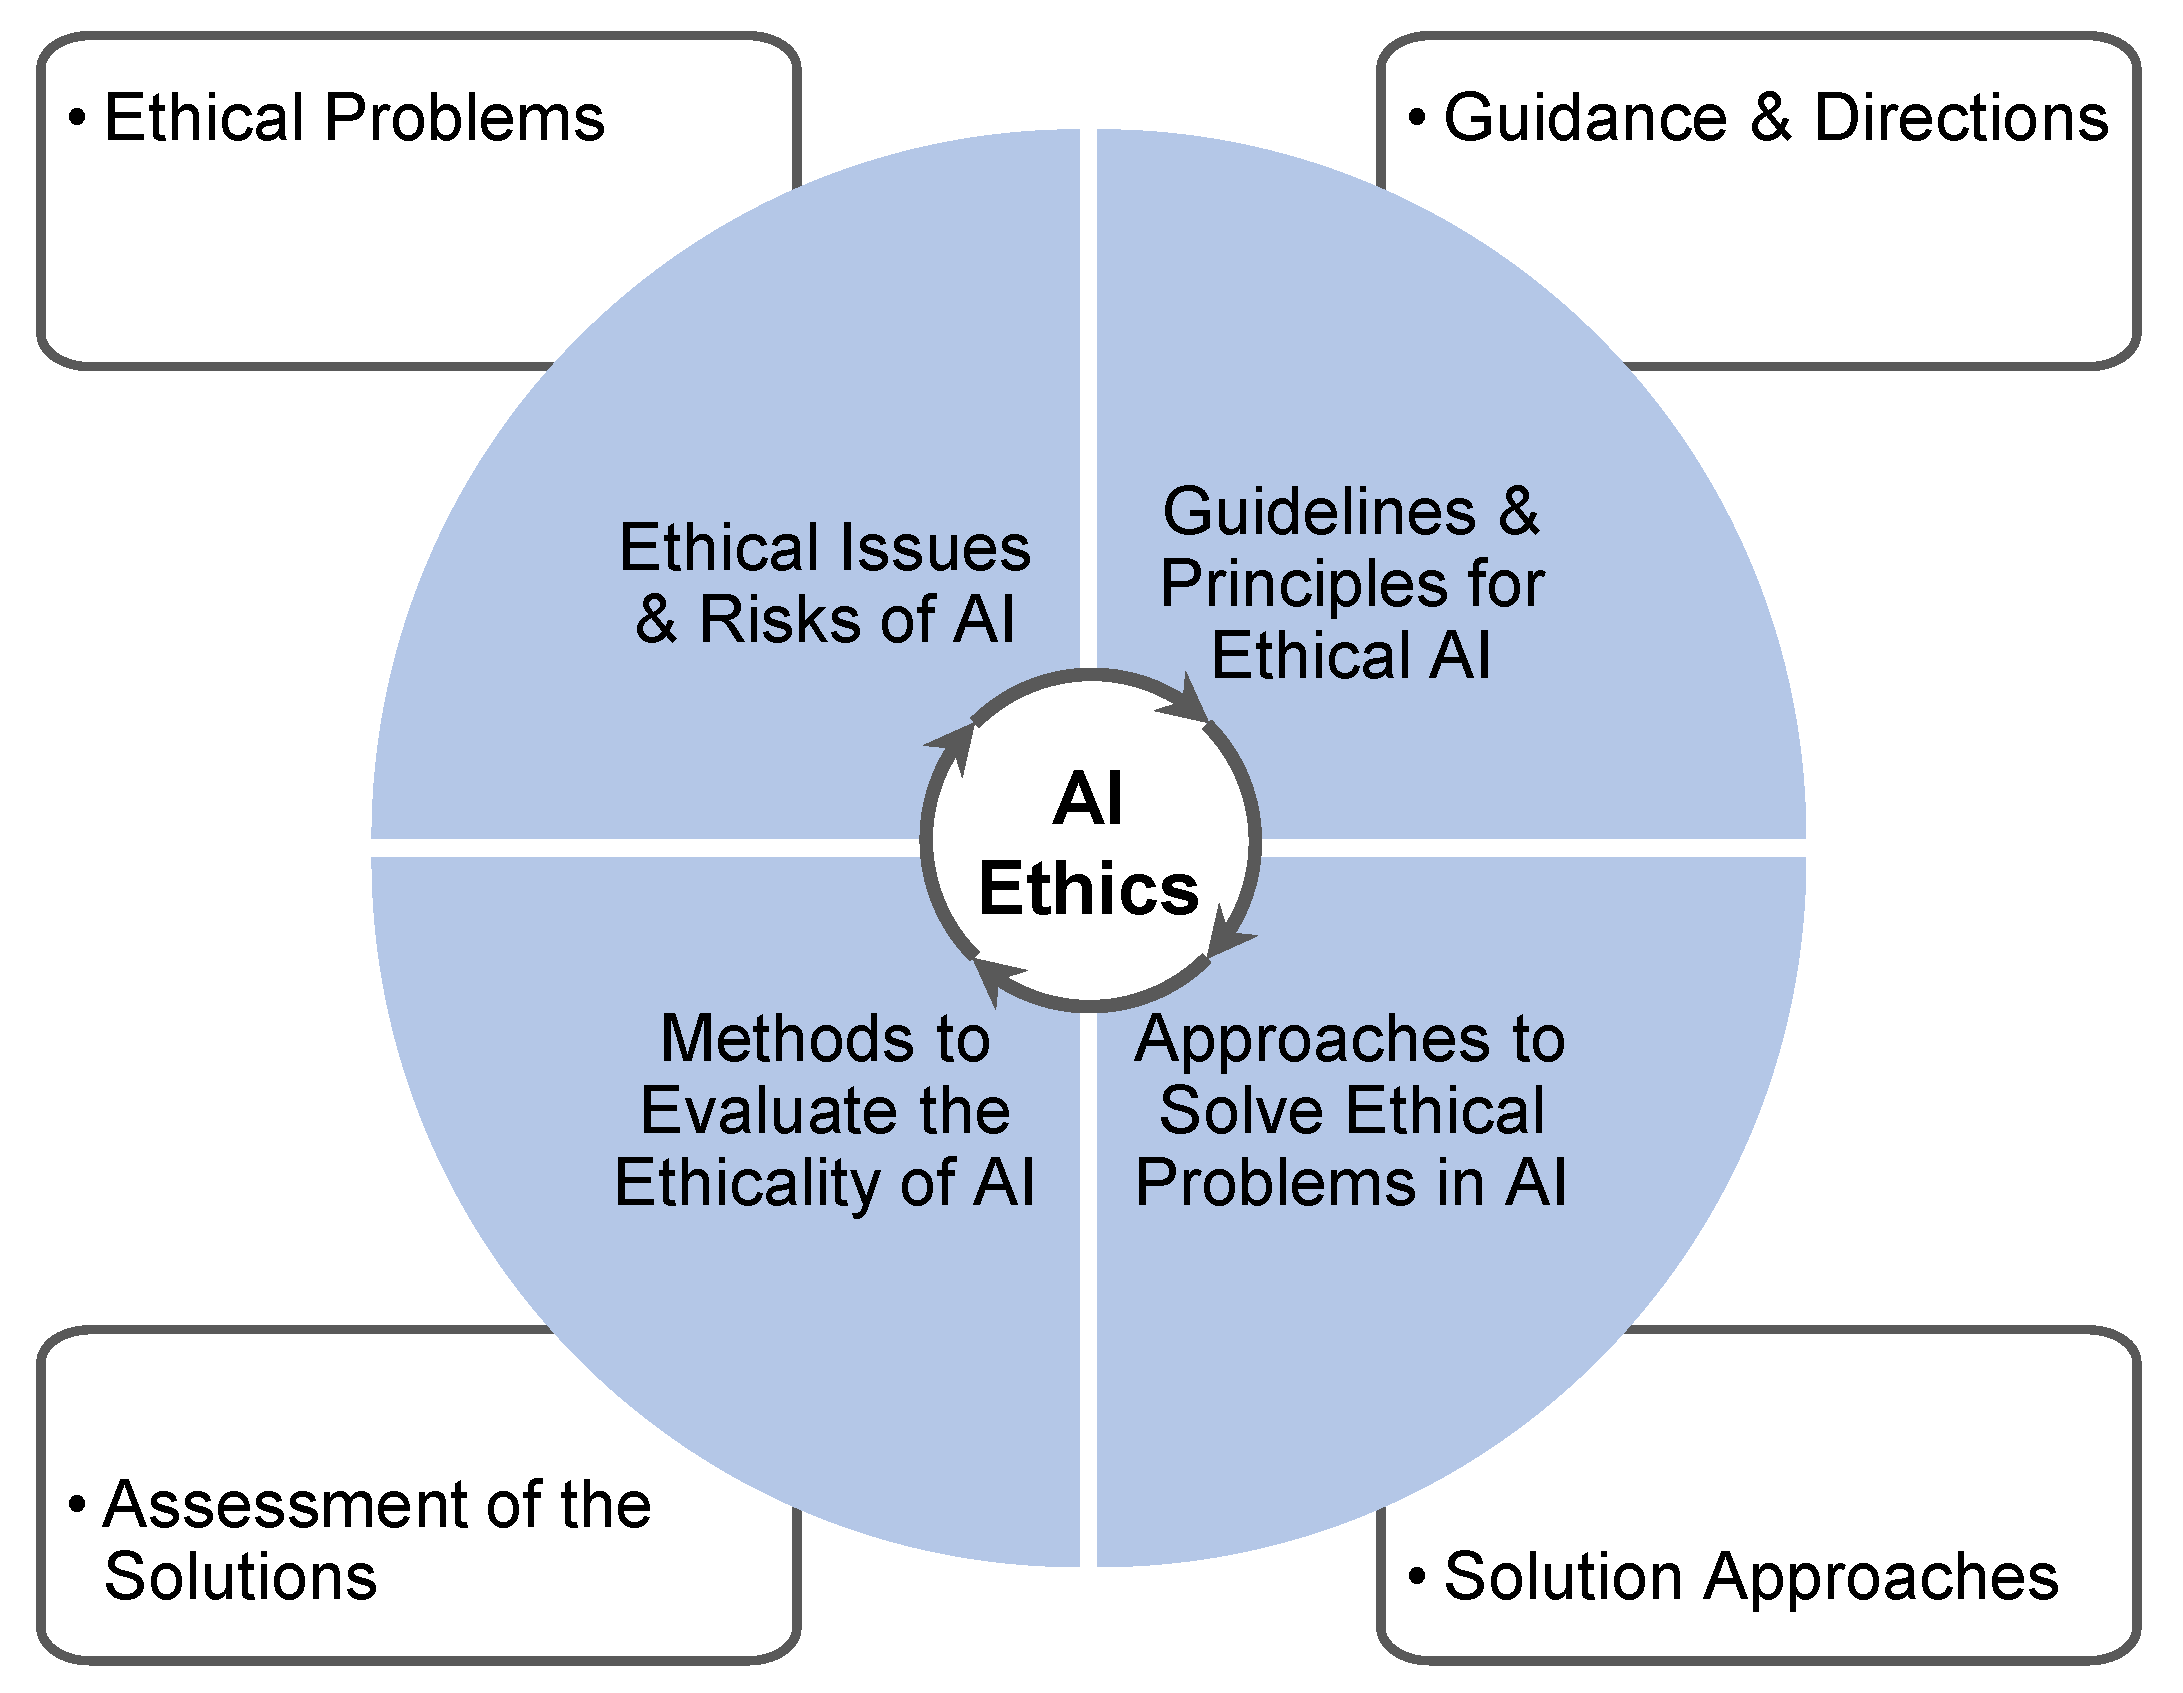 • Ethical Problems
• Guidance & Directions
Ethical Issues
& Risks of AI
Guidelines &
Principles for
Ethical AI
AI
Ethics
Methods to
Evaluate the
Ethicality of AI
Approaches to
Solve Ethical
Problems in AI
• Assessment of the
Solutions
• Solution Approaches